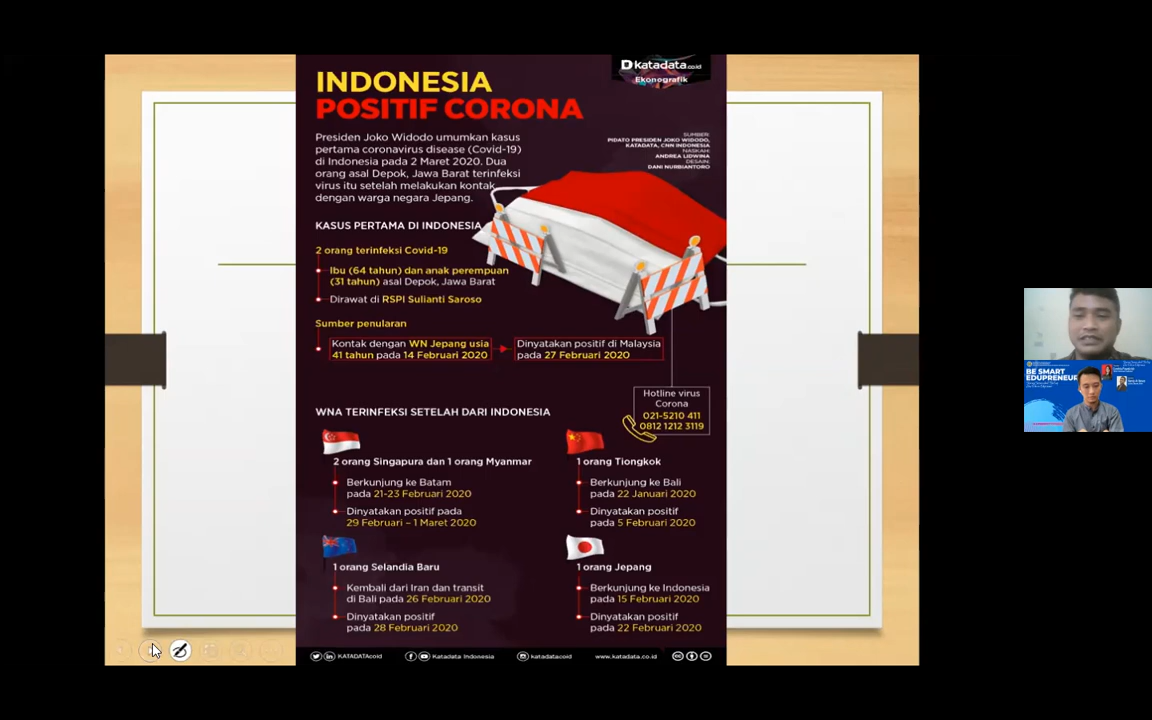 INDONESIA
POSITIF CORONA
Dkatadata.co.id
Ekonografik
Presiden Joko Widodo umumkan kasus
pertama coronavirus disease (Covid-19)
di Indonesia pada 2 Maret 2020. Dua
orang asal Depok, Jawa Barat terinfeksi
virus itu setelah melakukan kontak
dengan warga negara Jepang.
SUMBER:
PIDATO PRESIDEN JOKO WIDODO,
KATADATA, CNN INDONESIA
NASKAH:
ANDREA LIDWINA
DESAIN:
DANI NURBIANTORO
KASUS PERTAMA DI INDONESIA
2 orang terinfeksi Covid-19
Ibu (64 tahun) dan anak perempuan
(31 tahun) asal Depok, Jawa Barat
Dirawat di RSPI Sulianti Saroso
Sumber penularan
Kontak dengan WN Jepang usia
41 tahun pada 14 Februari 2020
Dinyatakan positif di Malaysia
pada 27 Februari 2020
Hotline virus
Corona
021-5210 411
0812 1212 3119
WNA TERINFEKSI SETELAH DARI INDONESIA
2 orang Singapura dan 1 orang Myanmar
Berkunjung ke Batam
pada 21-23 Februari 2020
Dinyatakan positif pada
29 Februari – 1 Maret 2020
1 orang Tiongkok
Berkunjung ke Bali
pada 22 Januari 2020
Dinyatakan positif
pada 5 Februari 2020
1 orang Selandia Baru
Kembali dari Iran dan transit
di Bali pada 26 Februari 2020
Dinyatakan positif
pada 28 Februari 2020
1 orang Jepang
Berkunjung ke Indonesia
pada 15 Februari 2020
Dinyatakan positif
pada 22 Februari 2020
KATADATAcoid
Katadata Indonesia
katadatacoid
www.katadata.co.id
BE SMART
EDUPRENEUR